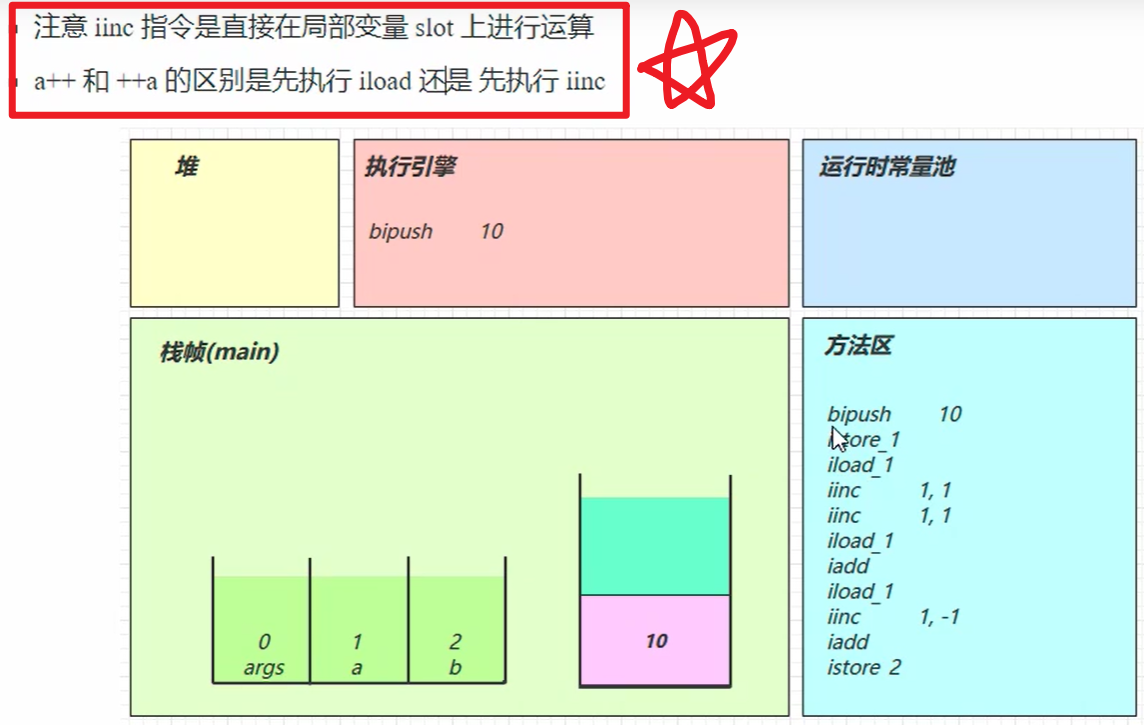 注意 iinc 指令是直接在局部变量 slot 上进行运算
a++ 和 ++a 的区别是先执行 iload 还是 先执行 iinc
堆
执行引擎
运行时常量池
bipush 10
栈帧(main)
方法区
bipush 10
istore_1
iload_1
iinc 1, 1
iinc 1, 1
iload_1
iadd
iload_1
iinc 1, -1
iadd
istore 2
10
0
args
1
a
2
b